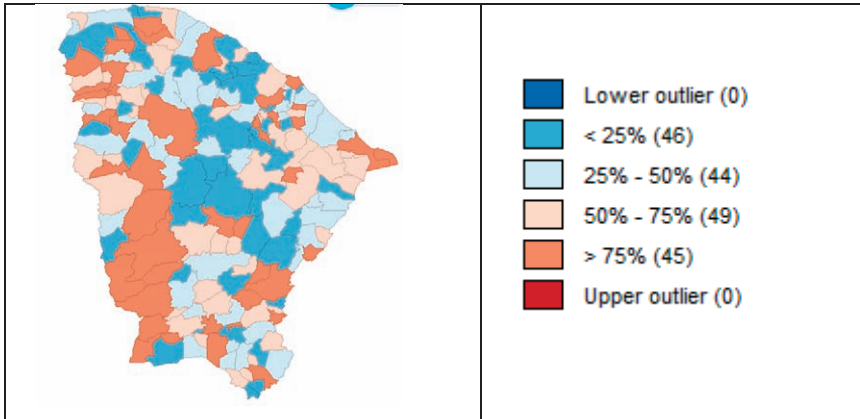 Lower outlier (0)
< 25% (46)
25% - 50% (44)
50% - 75% (49)
> 75% (45)
Upper outlier (0)